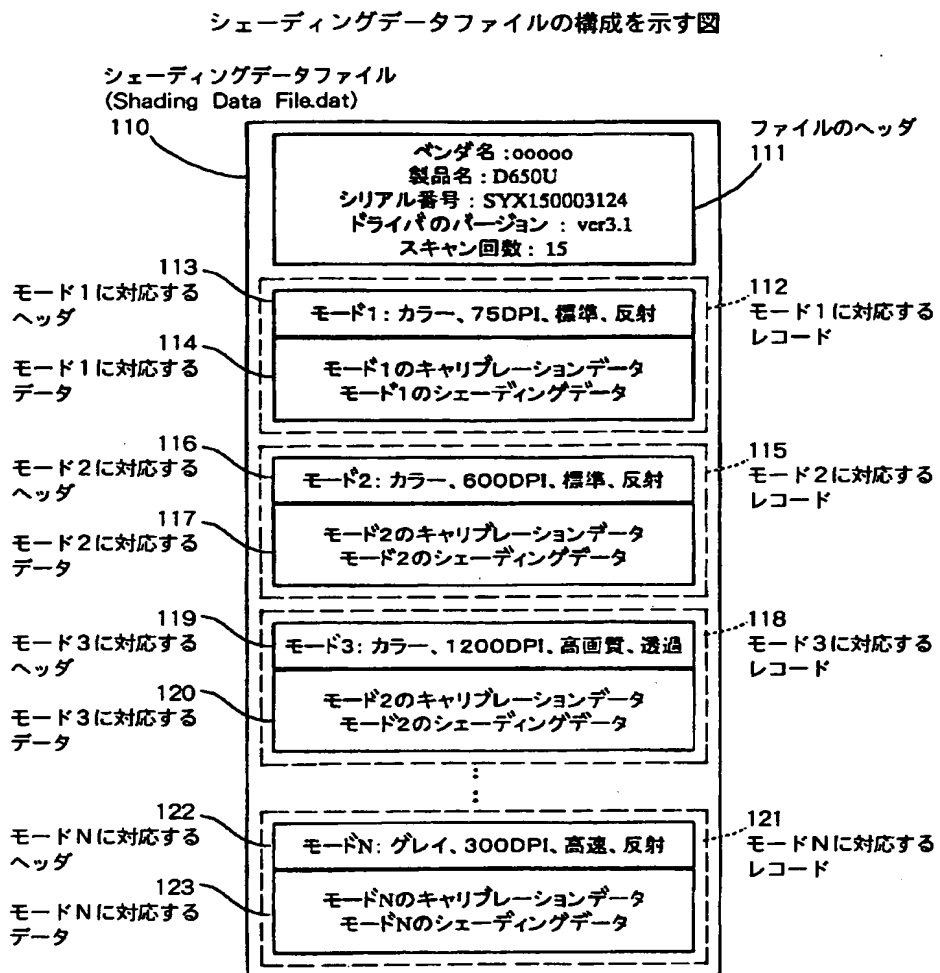 シェーディングデータファイルの構成を示す図
シェーディングデータファイル
(Shading Data File.dat)
110
ファイルのヘッダ
111
ベンダ名:ooooo
製品名:D650U
シリアル番号:SYX150003124
ドライバのバージョン : ver3.1
スキャン回数:15
113
モード1に対応する
ヘッダ
モード1:カラー、75DPI、標準、反射
112
モード1に対応する
レコード
114
モード1に対応する
データ
モード1のキャリブレーションデータ
モード1のシェーディングデータ
116
モード2に対応する
ヘッダ
モード2:カラー、600DPI、標準、反射
115
モード2に対応する
レコード
117
モード2に対応する
データ
モード2のキャリブレーションデータ
モード2のシェーディングデータ
119
モード3に対応する
ヘッダ
モード3:カラー、1200DPI、高画質、透過
118
モード3に対応する
レコード
120
モード3に対応する
データ
モード2のキャリブレーションデータ
モード2のシェーディングデータ
122
モードNに対応する
ヘッダ
モードN:グレイ、300DPI、高速、反射
121
モードNに対応する
レコード
123
モードNに対応する
データ
モードNのキャリブレーションデータ
モードNのシェーディングデータ